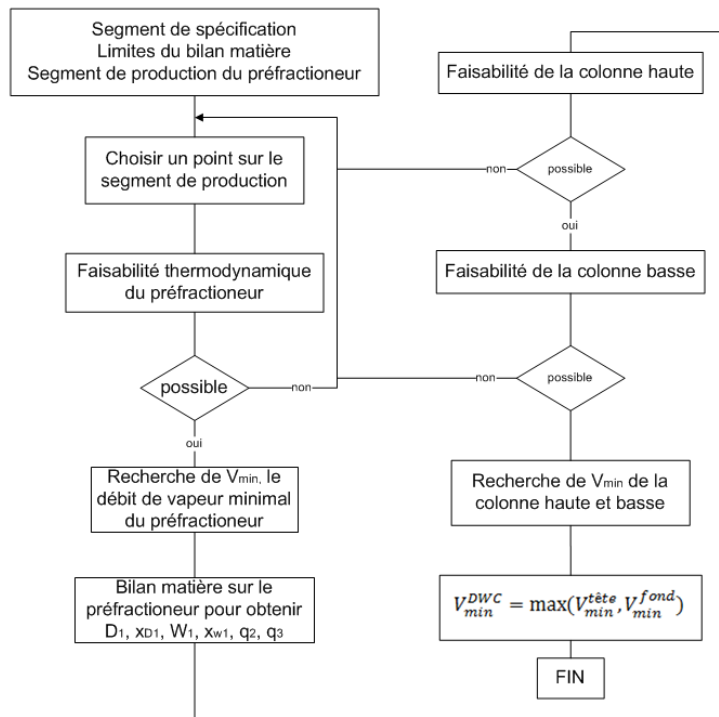 Segment de spécification
Limites du bilan matière
Segment de production du préfractioneur
Choisir un point sur le
segment de production
Faisabilité thermodynamique
du préfractioneur
possible
non
oui
Recherche de Vmin, le
débit de vapeur minimal
du préfractioneur
Bilan matière sur le
préfractioneur pour obtenir
D1, xD1, W1, xw1, q2, q3
Faisabilité de la colonne haute
possible
non
oui
Faisabilité de la colonne basse
possible
non
Recherche de Vmin de la
colonne haute et basse
V_min^DWC = max(V_min^tête, V_min^fond)
FIN